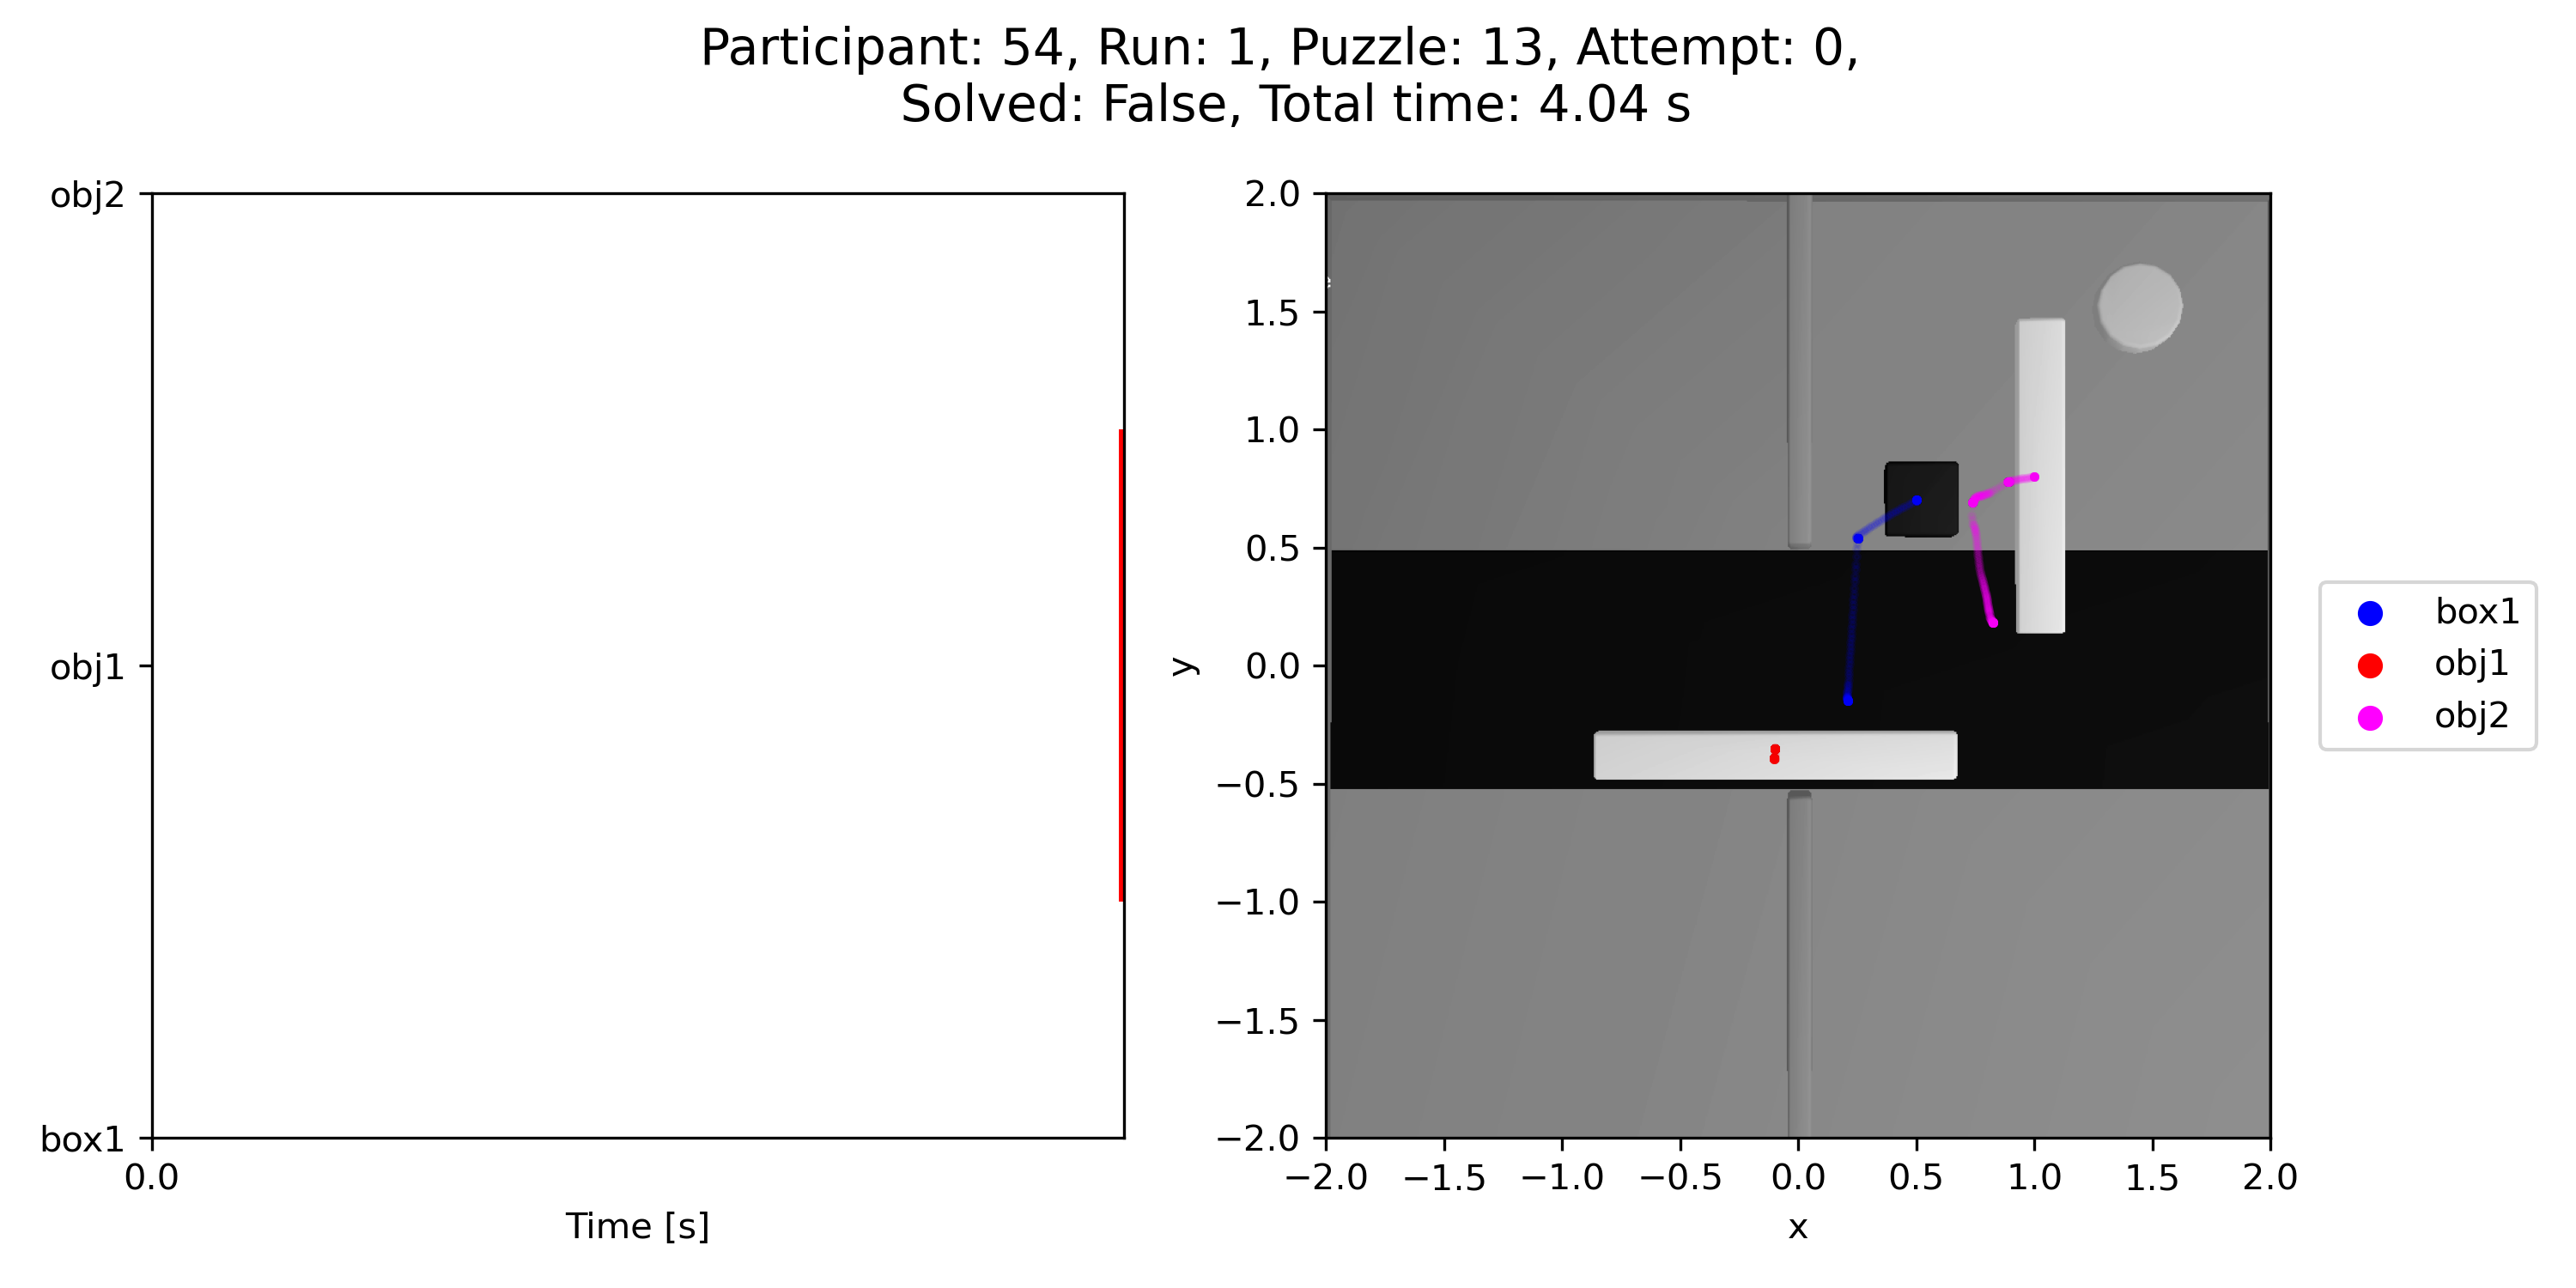 Participant: 54, Run: 1, Puzzle: 13, Attempt: 0,
Solved: False, Total time: 4.04 s
obj2
obj1
box1
0.0
Time [s]
2.0
1.5
1.0
0.5
0.0
−0.5
−1.0
−1.5
−2.0
y
−2.0 −1.5 −1.0 −0.5 0.0 0.5 1.0 1.5 2.0
x
box1
obj1
obj2